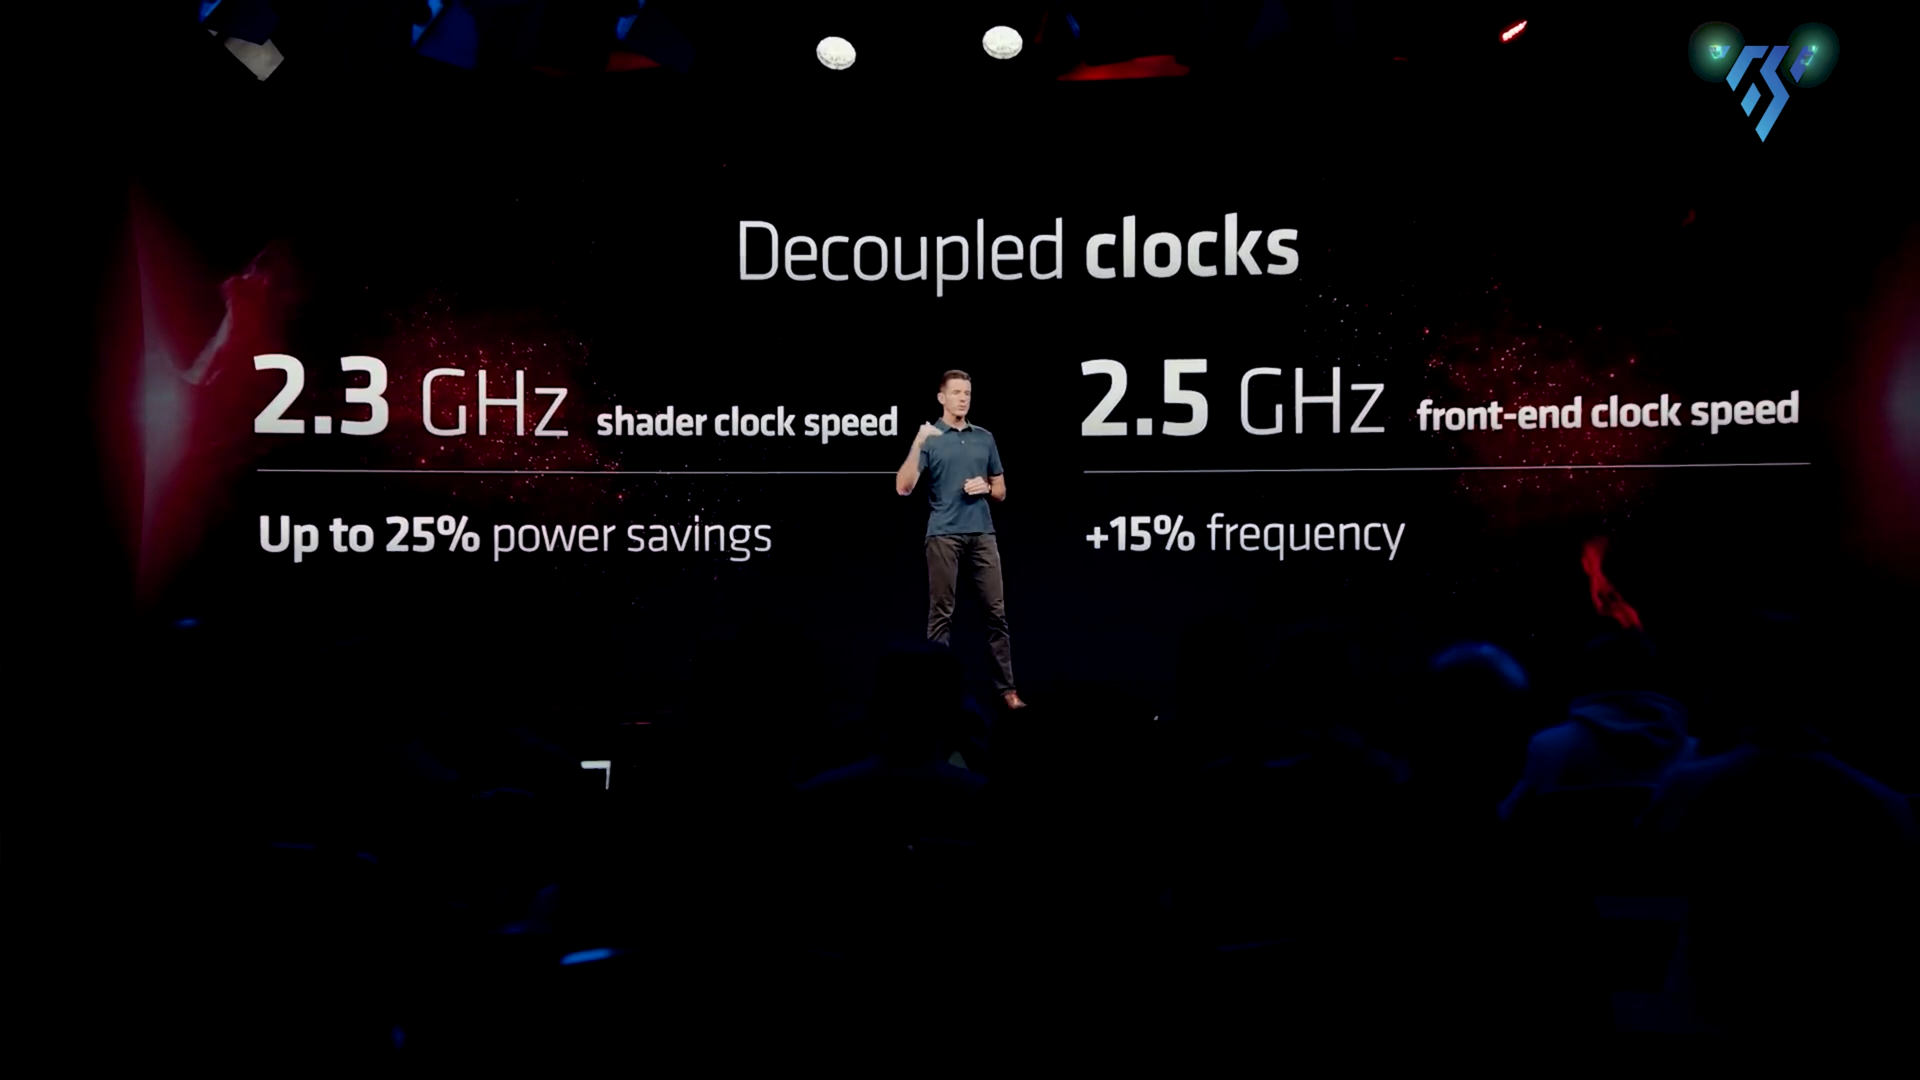 Decoupled clocks
2.3 GHz shader clock speed
Up to 25% power savings
2.5 GHz front-end clock speed
+15% frequency